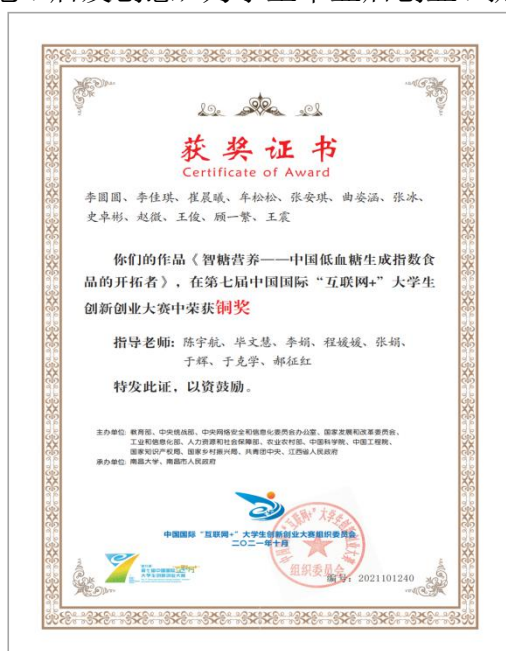 获奖证书
Certificate of Award
李圆圆、李佳琪、崔晨曦、牟松松、张安琪、曲姿涵、张冰、
史卓彬、赵微、王俊、顾一繁、王震
你们的作品《智糖营养——中国低血糖生成指数食
品的开拓者》，在第七届中国国际“互联网+”大学生
创新创业大赛中荣获铜奖
指导老师：陈宇航、毕文慧、李娟、程媛媛、张娟、
于辉、于克学、郝征红
特发此证，以资鼓励。
主办单位：教育部、中央统战部、中央网络安全和信息化委员会办公室、国家发展和改革委员会、
工业和信息化部、人力资源和社会保障部、农业农村部、中国科学院、中国工程院、
国家知识产权局、国家乡村振兴局、共青团中央、江西省人民政府
承办单位：南昌大学，南昌市人民政府
中国国际“互联网+”大学生创新创业大赛组织委员会
二〇二一年十月
组织委员会
编号：2021101240